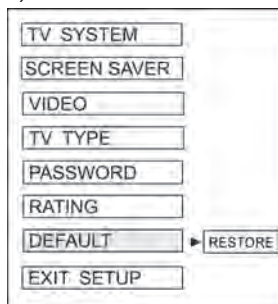 TV SYSTEM
SCREEN SAVER
VIDEO
TV TYPE
PASSWORD
RATING
DEFAULT ▶ RESTORE
EXIT SETUP